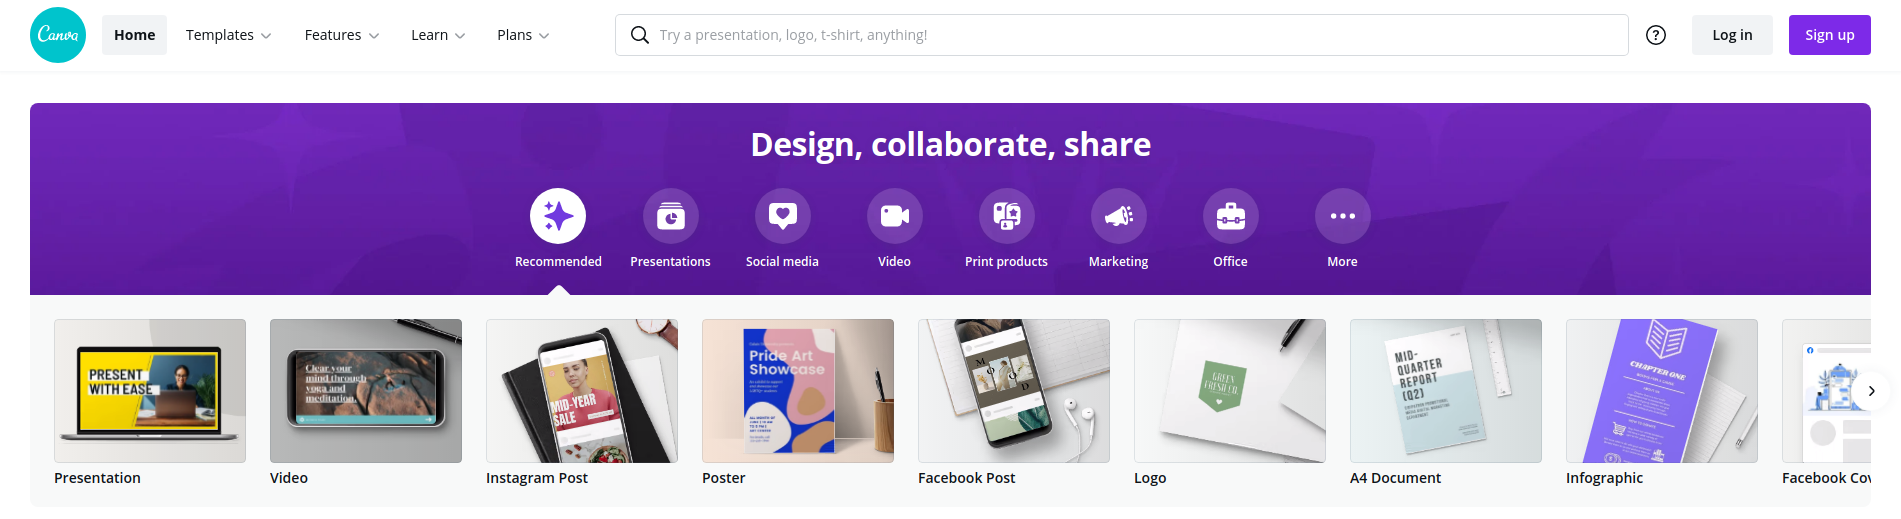 Canva
Home
Templates
Features
Learn
Plans
Try a presentation, logo, t-shirt, anything!
?
Log in
Sign up
Design, collaborate, share
Recommended
Presentations
Social media
Video
Print products
Marketing
Office
More
PRESENT
WITH EASE
Clear your
mind through
yoga and
meditation.
MID-YEAR
SALE
Pride Art
Showcase
M
O
O
D
GREEN
FRESH CO.
MID-
QUARTER
REPORT
(Q2)
CHAPTER ONE
Presentation
Video
Instagram Post
Poster
Facebook Post
Logo
A4 Document
Infographic
Facebook Cov